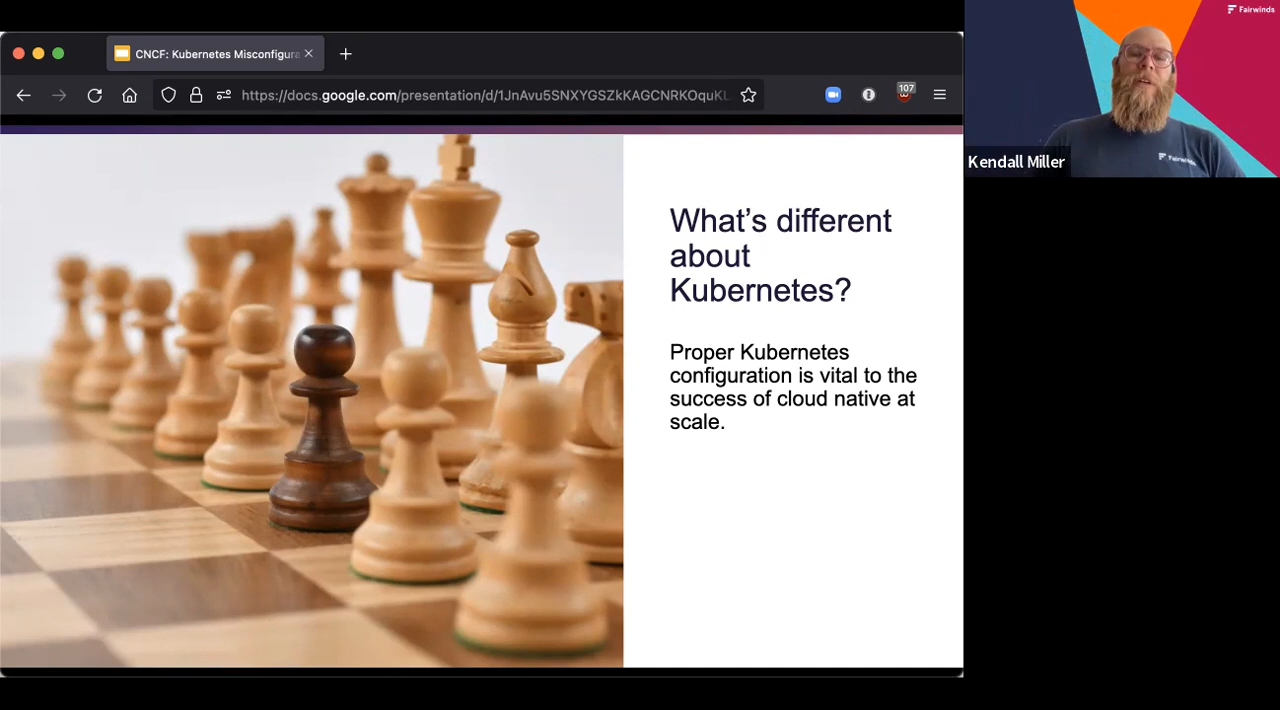 CNCF: Kubernetes Misconfigura
https://docs.google.com/presentation/d/1JnAvu5SNXYGSZkKAGCNRKOquKL
107
Fairwinds
Fairwinds
Kendall Miller
What's different
about
Kubernetes?
Proper Kubernetes
configuration is vital to the
success of cloud native at
scale.